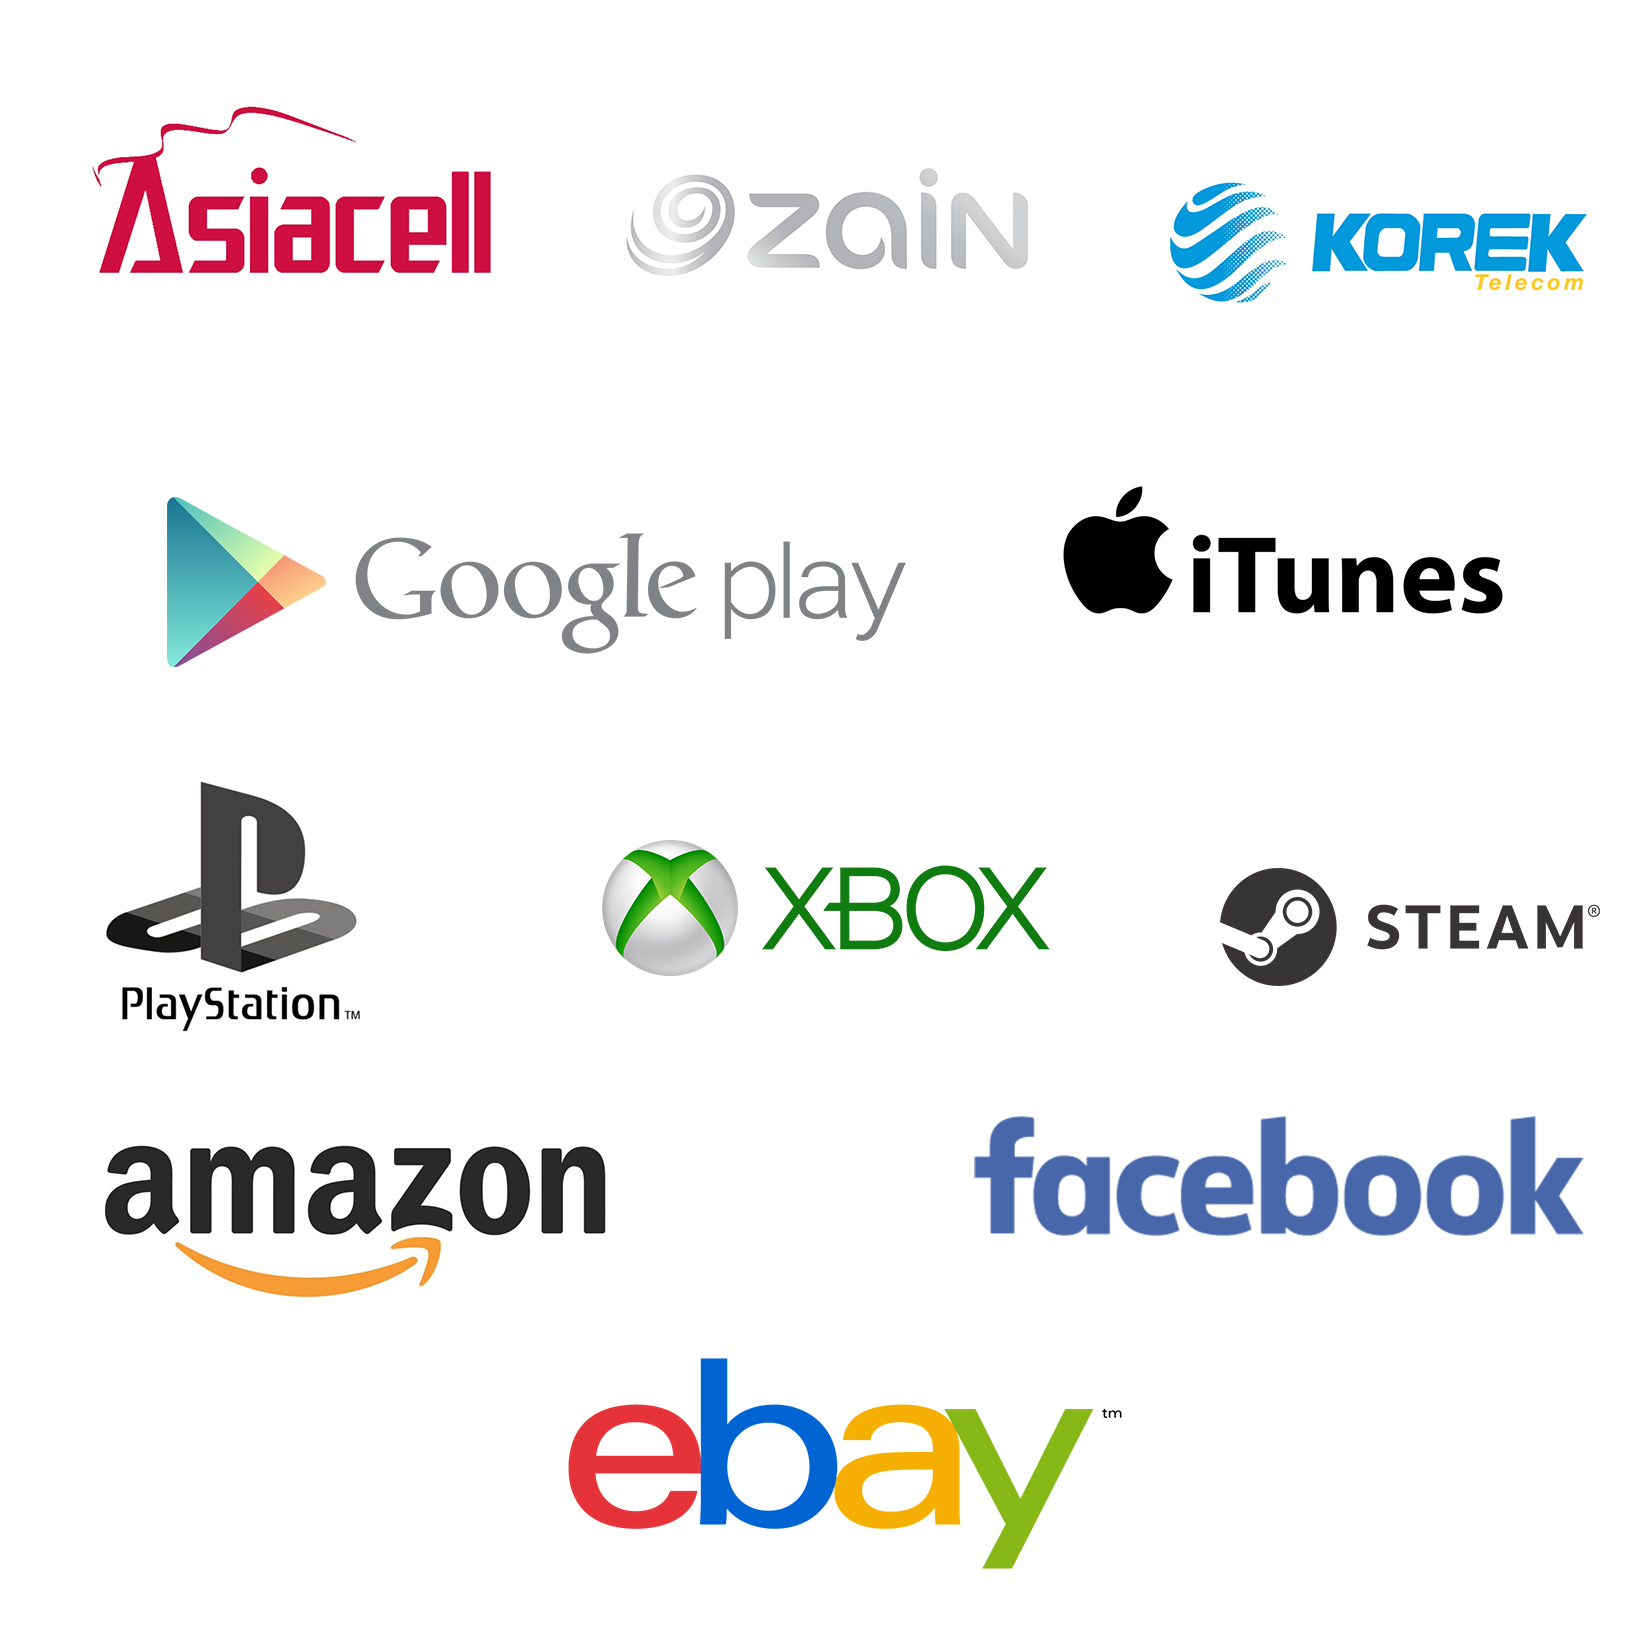 Asiacell
zain
KOREK
Telecom
Google play
iTunes
PlayStation™
XBOX
STEAM®
amazon
facebook
ebay™